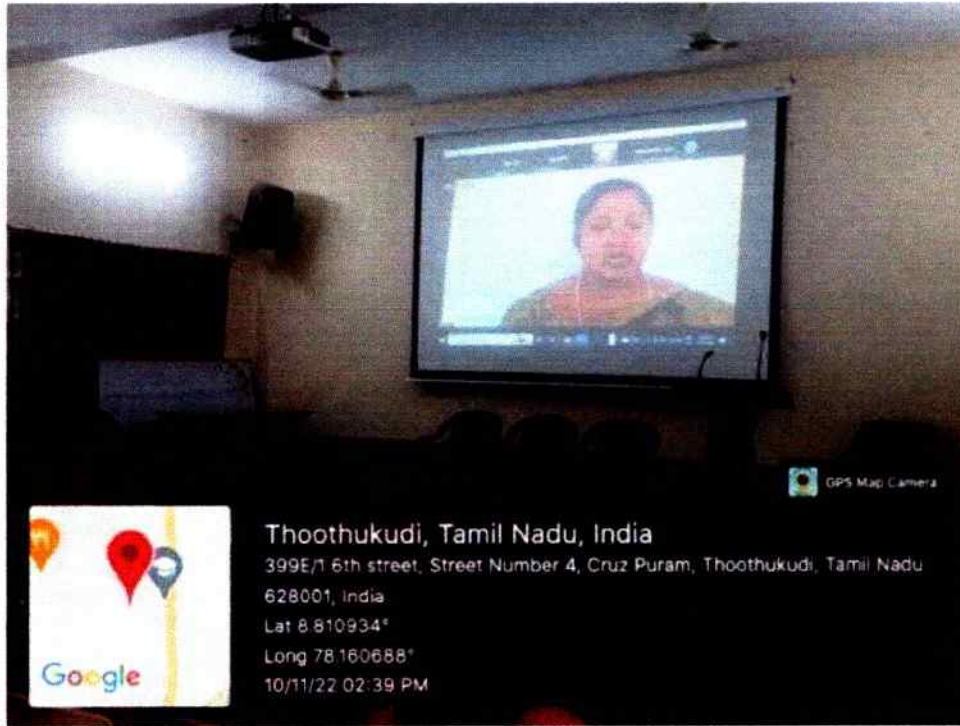 GPS Map Camera
Thoothukudi, Tamil Nadu, India
399E/1 6th street, Street Number 4, Cruz Puram, Thoothukudi, Tamil Nadu
628001, India
Lat 8.810934°
Long 78.160688°
10/11/22 02:39 PM
Google